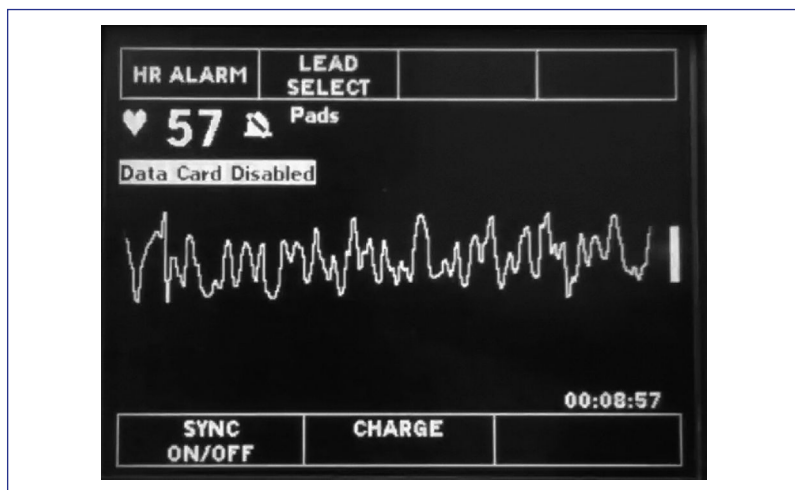 HR ALARM
LEAD
SELECT
57
Pads
Data Card Disabled
00:08:57
SYNC
ON/OFF
CHARGE